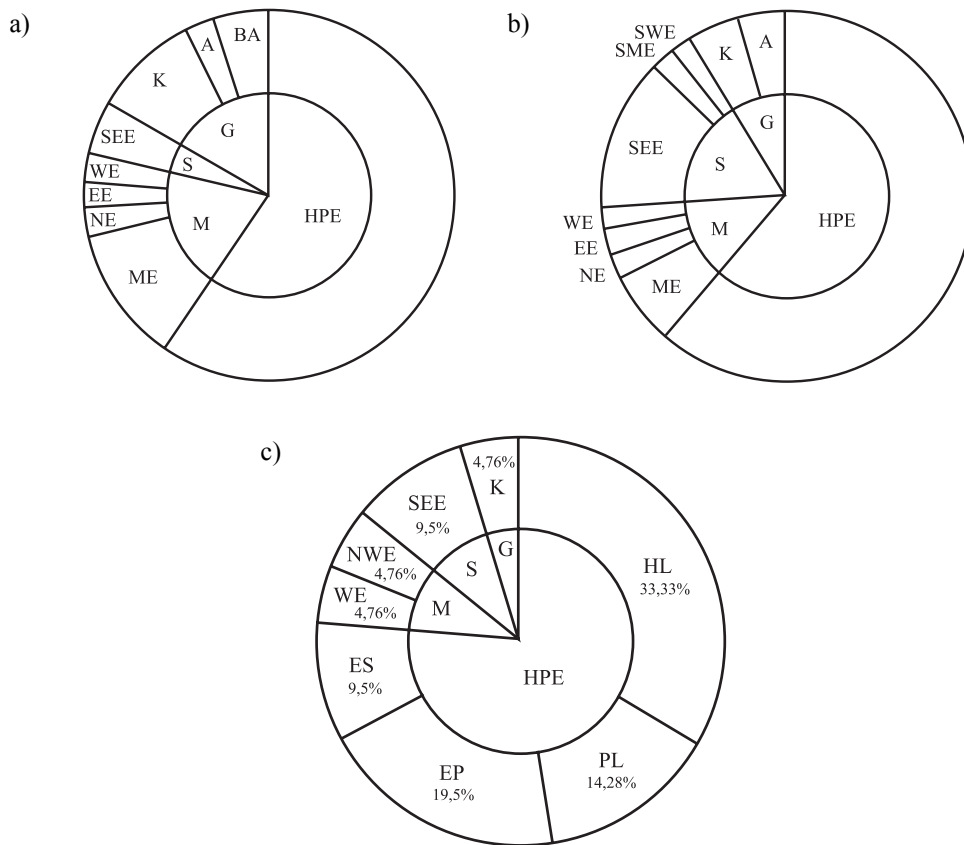 a)
BA
A
K
G
SEE
S
WE
EE
NE
M
HPE
ME
b)
SWE
SME
K
A
G
SEE
S
HPE
WE
M
EE
NE
ME
c)
4,76%
K
SEE
9,5%
G
NWE
4,76%
S
HL
33,33%
WE
4,76%
M
ES
9,5%
HPE
EP
19,5%
PL
14,28%